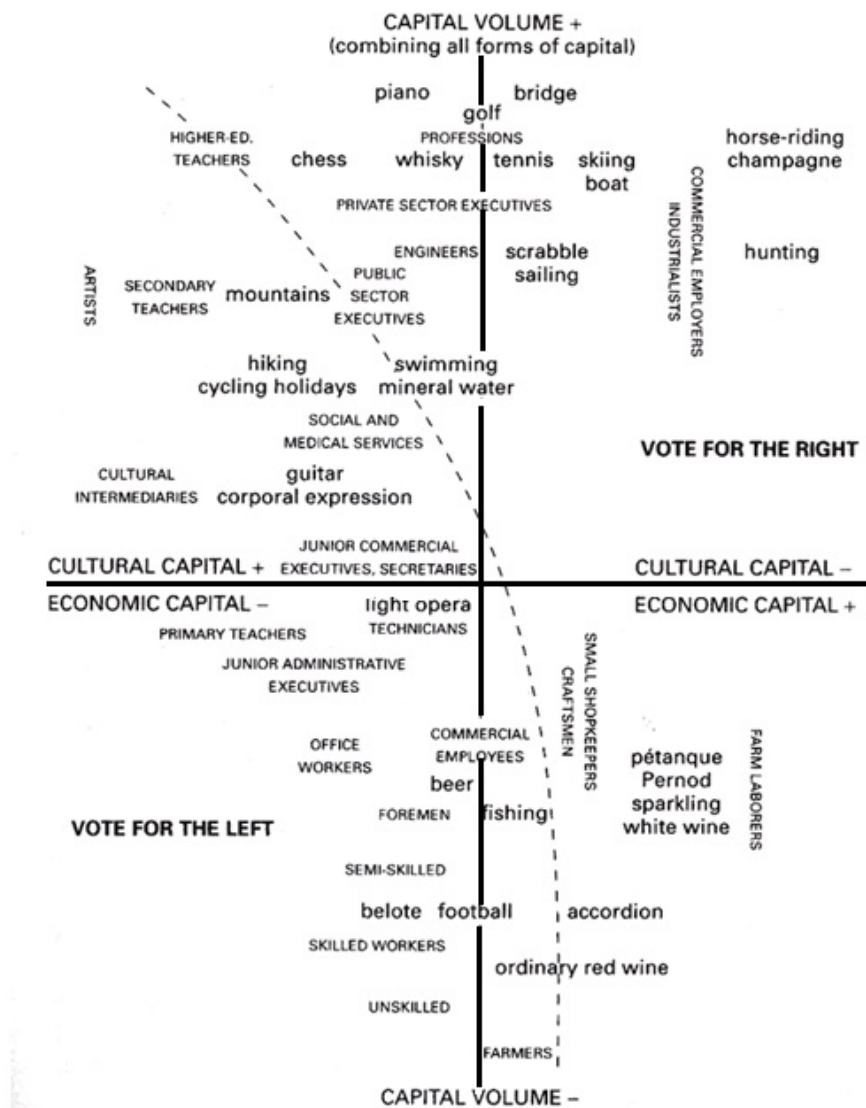 CAPITAL VOLUME +
(combining all forms of capital)
piano bridge
golf
HIGHER-ED. PROFESSIONS horse-riding
TEACHERS chess whisky tennis skiing champagne
boat
PRIVATE SECTOR EXECUTIVES
COMMERCIAL EMPLOYERS
INDUSTRIALISTS
ENGINEERS scrabble hunting
sailing
ARTISTS
SECONDARY mountains PUBLIC
TEACHERS SECTOR
EXECUTIVES
hiking swimming
cycling holidays mineral water
SOCIAL AND
MEDICAL SERVICES
VOTE FOR THE RIGHT
CULTURAL guitar
INTERMEDIARIES corporal expression
JUNIOR COMMERCIAL
CULTURAL CAPITAL + EXECUTIVES, SECRETARIES CULTURAL CAPITAL –
ECONOMIC CAPITAL – light opera ECONOMIC CAPITAL +
PRIMARY TEACHERS TECHNICIANS
JUNIOR ADMINISTRATIVE
EXECUTIVES
SMALL SHOPKEEPERS
CRAFTSMEN
OFFICE COMMERCIAL
WORKERS EMPLOYEES
pétanque
Pernod
sparkling
white wine
FARM LABORERS
beer
FOREMEN fishing
VOTE FOR THE LEFT
SEMI-SKILLED
belote football accordion
SKILLED WORKERS
ordinary red wine
UNSKILLED
FARMERS
CAPITAL VOLUME –